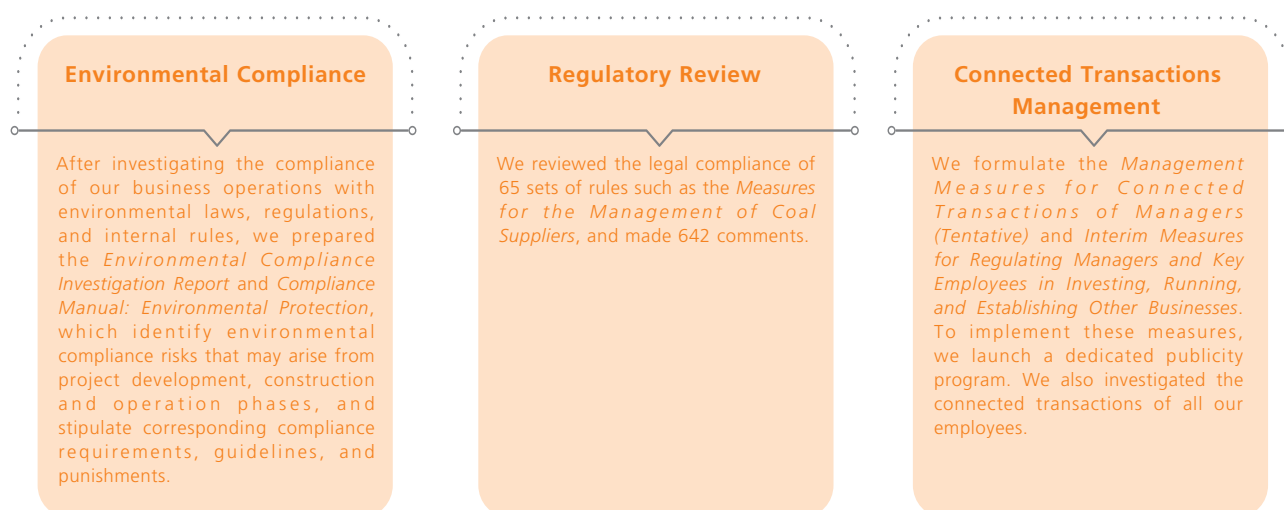 Environmental Compliance
After investigating the compliance
of our business operations with
environmental laws, regulations,
and internal rules, we prepared
the Environmental Compliance
Investigation Report and Compliance
Manual: Environmental Protection,
which identify environmental
compliance risks that may arise from
project development, construction
and operation phases, and
stipulate corresponding compliance
requirements, guidelines, and
punishments.
Regulatory Review
We reviewed the legal compliance of
65 sets of rules such as the Measures
for the Management of Coal
Suppliers, and made 642 comments.
Connected Transactions
Management
We formulate the Management
Measures for Connected
Transactions of Managers
(Tentative) and Interim Measures
for Regulating Managers and Key
Employees in Investing, Running,
and Establishing Other Businesses.
To implement these measures,
we launch a dedicated publicity
program. We also investigated the
connected transactions of all our
employees.